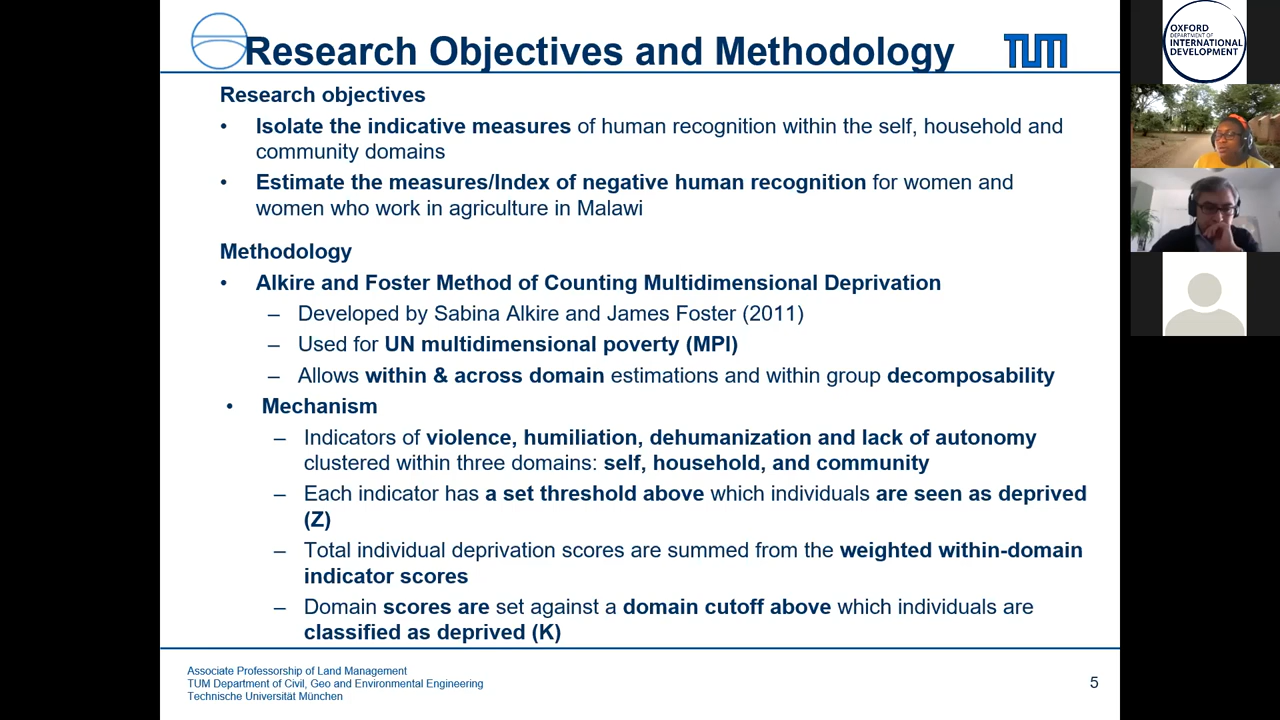 Research Objectives and Methodology
TUM
Research objectives
• Isolate the indicative measures of human recognition within the self, household and
community domains
• Estimate the measures/Index of negative human recognition for women and
women who work in agriculture in Malawi
Methodology
• Alkire and Foster Method of Counting Multidimensional Deprivation
– Developed by Sabina Alkire and James Foster (2011)
– Used for UN multidimensional poverty (MPI)
– Allows within & across domain estimations and within group decomposability
• Mechanism
– Indicators of violence, humiliation, dehumanization and lack of autonomy
clustered within three domains: self, household, and community
– Each indicator has a set threshold above which individuals are seen as deprived
(Z)
– Total individual deprivation scores are summed from the weighted within-domain
indicator scores
– Domain scores are set against a domain cutoff above which individuals are
classified as deprived (K)
Associate Professorship of Land Management
TUM Department of Civil, Geo and Environmental Engineering
Technische Universität München
5
OXFORD
DEPARTMENT OF
INTERNATIONAL
DEVELOPMENT